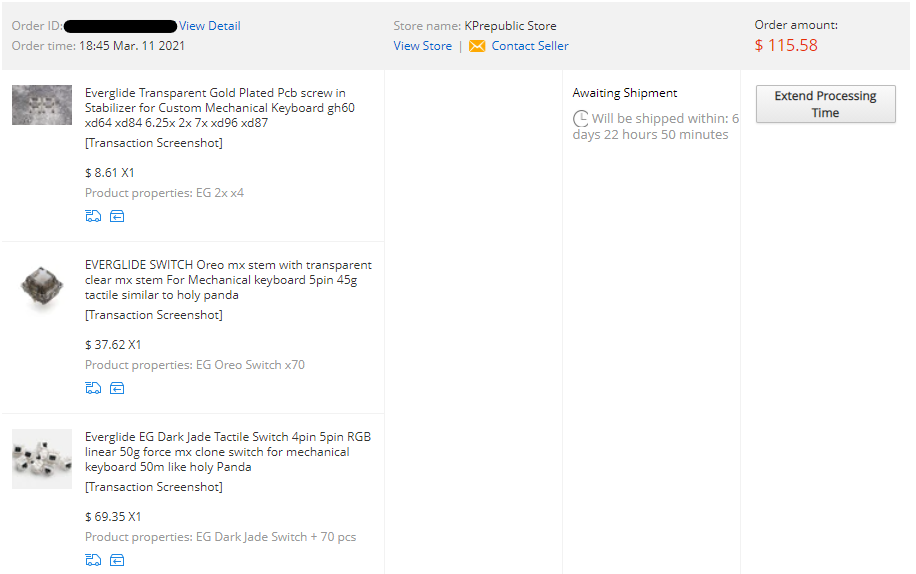 Order ID: View Detail
Order time: 18:45 Mar. 11 2021
Store name: KPrepublic Store
View Store | Contact Seller
Order amount:
$ 115.58
Everglide Transparent Gold Plated Pcb screw in
Stabilizer for Custom Mechanical Keyboard gh60
xd64 xd84 6.25x 2x 7x xd96 xd87
[Transaction Screenshot]
$ 8.61 X1
Product properties: EG 2x x4
Awaiting Shipment
Will be shipped within: 6
days 22 hours 50 minutes
Extend Processing
Time
EVERGLIDE SWITCH Oreo mx stem with transparent
clear mx stem For Mechanical keyboard 5pin 45g
tactile similar to holy panda
[Transaction Screenshot]
$ 37.62 X1
Product properties: EG Oreo Switch x70
Everglide EG Dark Jade Tactile Switch 4pin 5pin RGB
linear 50g force mx clone switch for mechanical
keyboard 50m like holy Panda
[Transaction Screenshot]
$ 69.35 X1
Product properties: EG Dark Jade Switch + 70 pcs